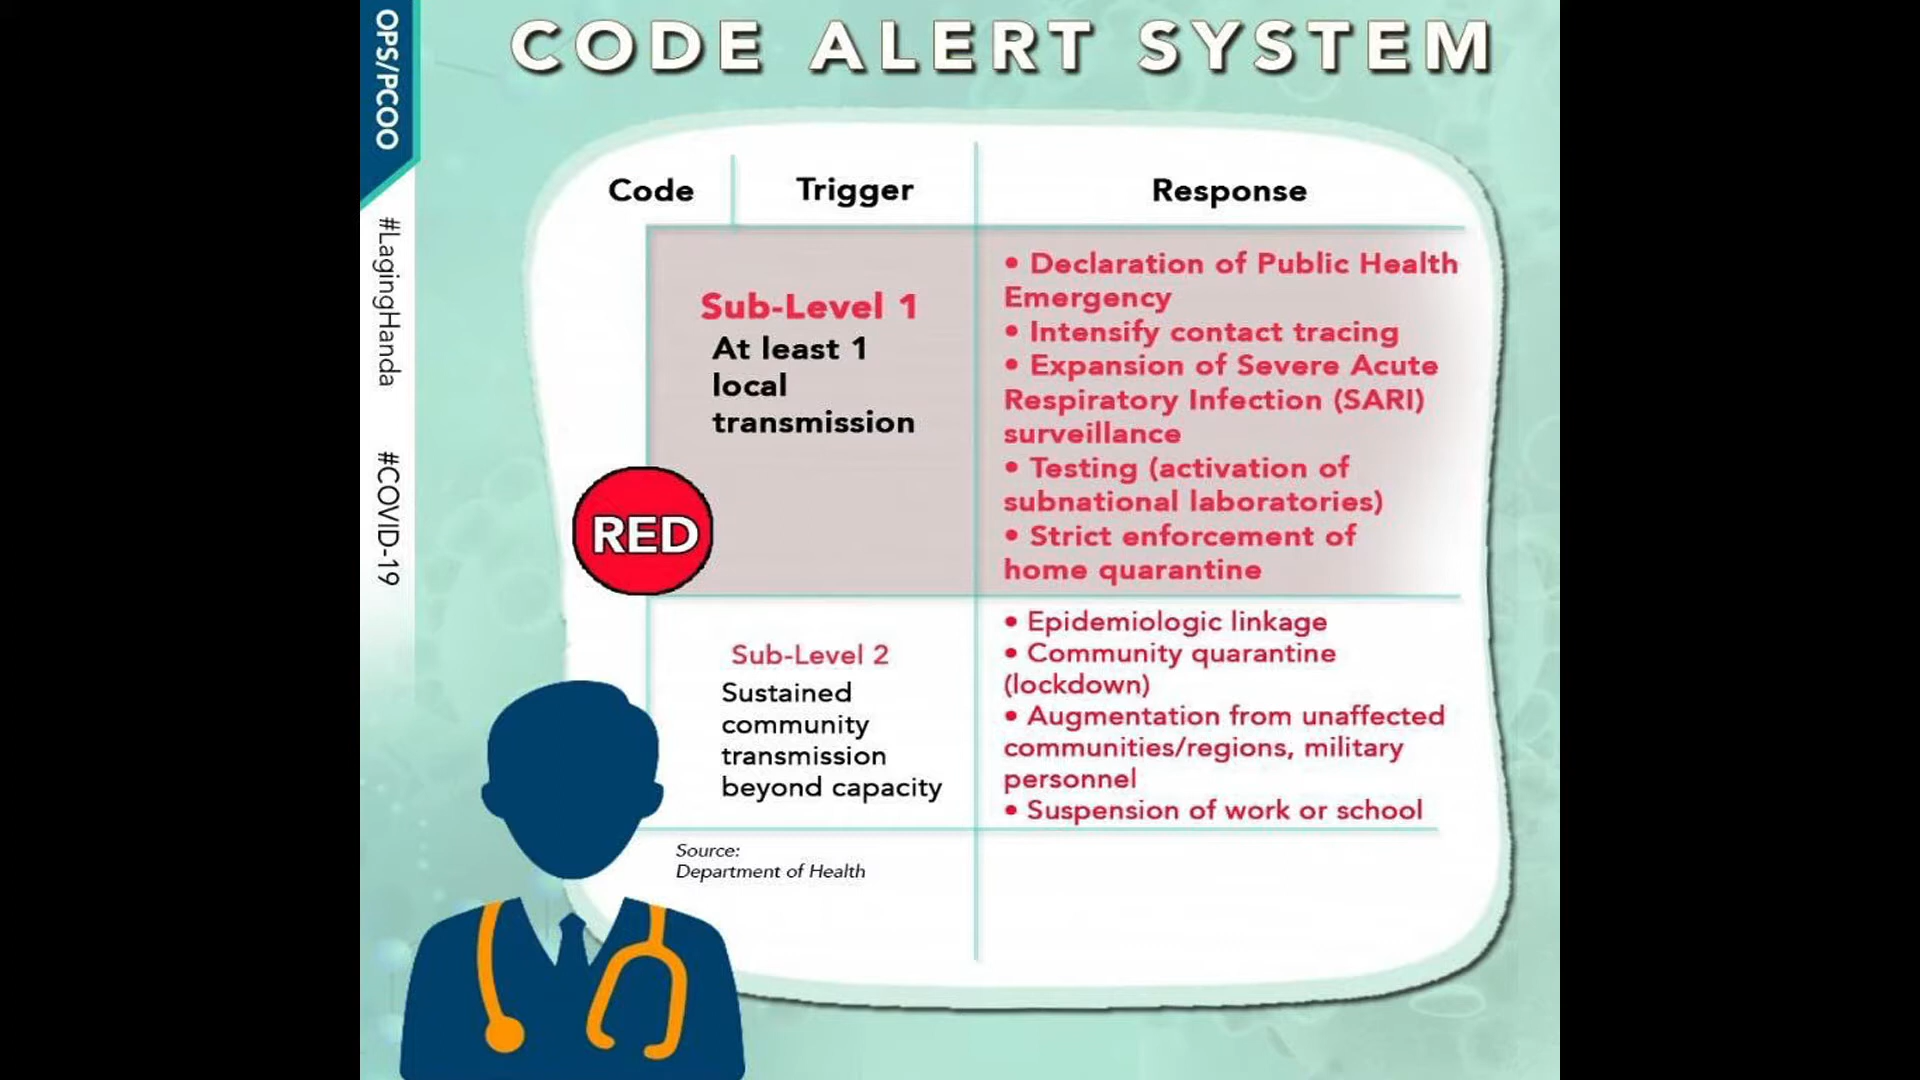 CODE ALERT SYSTEM
OPS/PCOO
#LagingHanda
#COVID-19
Code
Trigger
Response
RED
Sub-Level 1
At least 1
local
transmission
• Declaration of Public Health
Emergency
• Intensify contact tracing
• Expansion of Severe Acute
Respiratory Infection (SARI)
surveillance
• Testing (activation of
subnational laboratories)
• Strict enforcement of
home quarantine
Sub-Level 2
Sustained
community
transmission
beyond capacity
• Epidemiologic linkage
• Community quarantine
(lockdown)
• Augmentation from unaffected
communities/regions, military
personnel
• Suspension of work or school
Source:
Department of Health